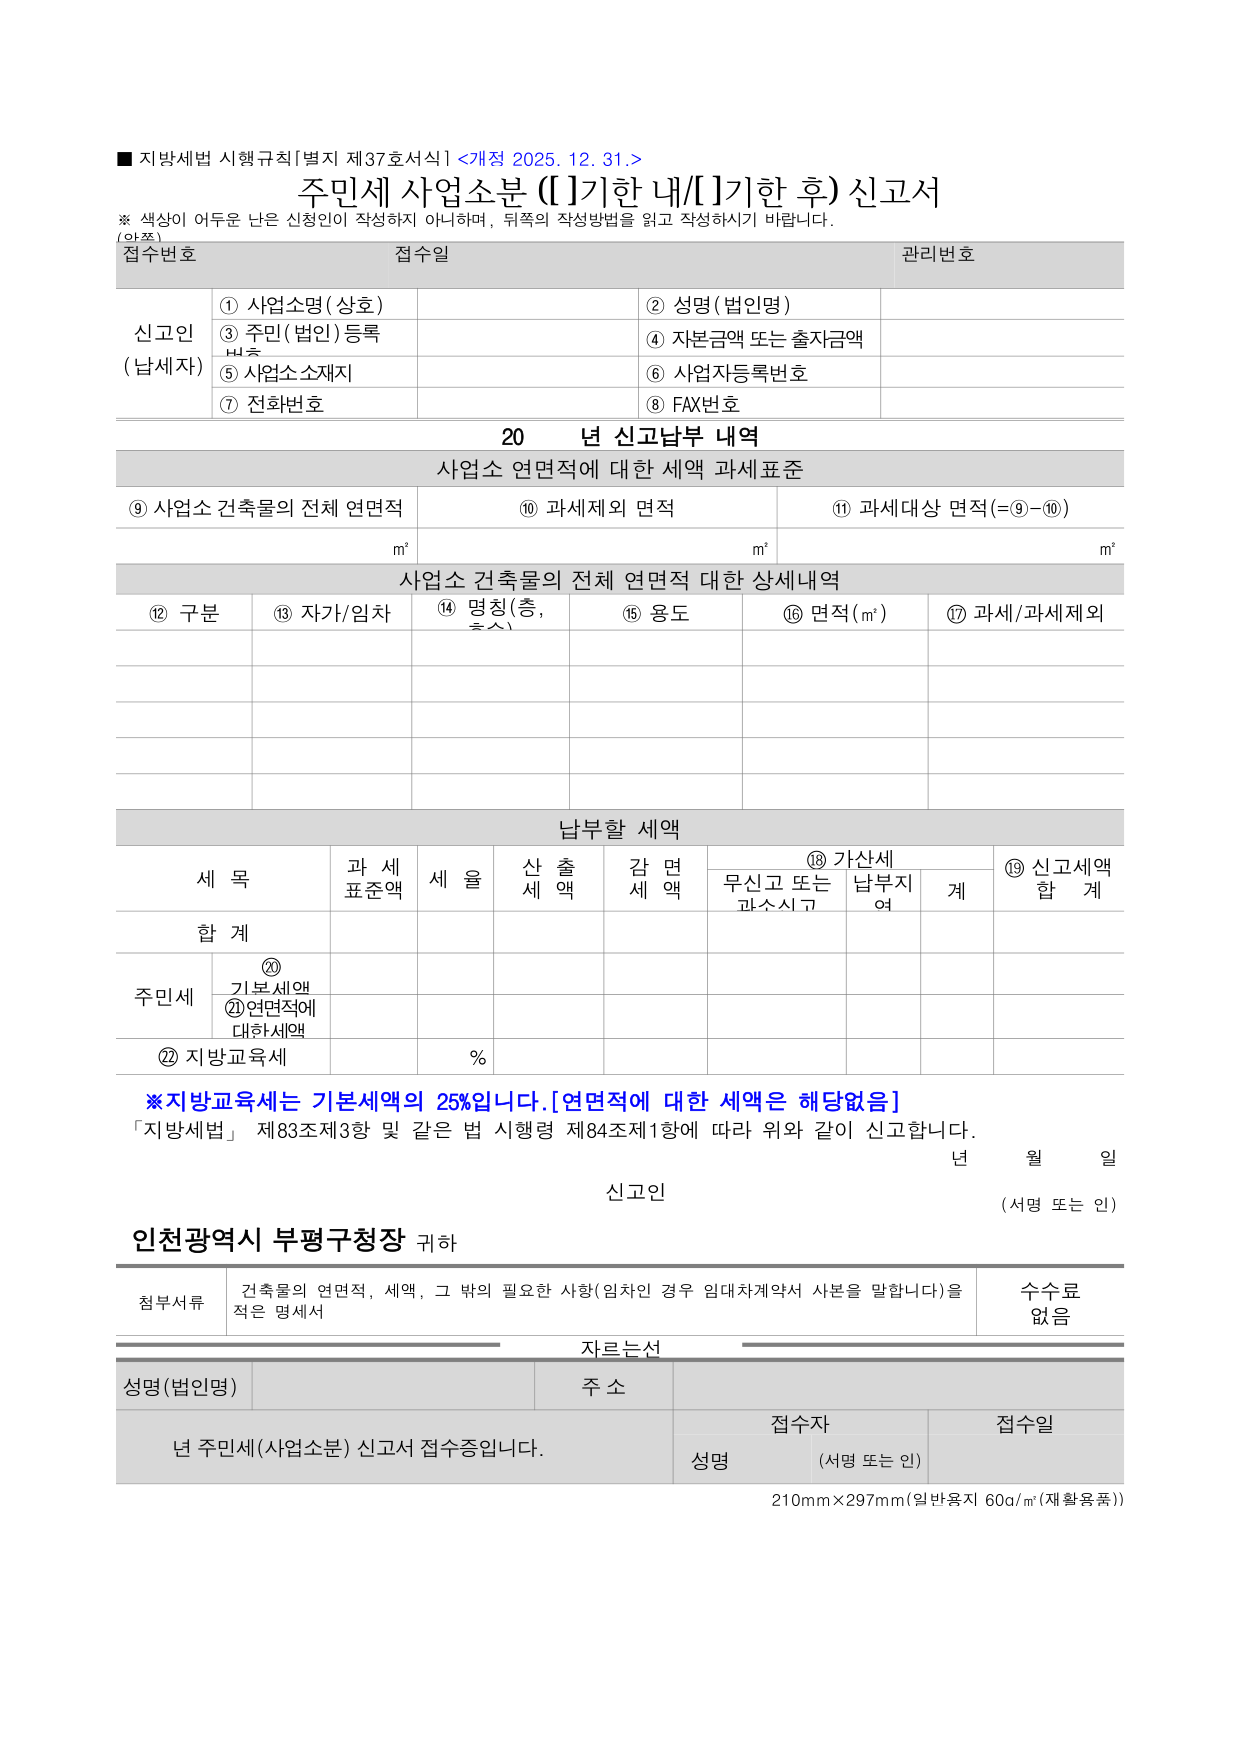 ■ 지방세법 시행규칙[별지 제37호서식] <개정 2025. 12. 31.>
주민세 사업소분 ([ ]기한 내/[ ]기한 후) 신고서
※ 색상이 어두운 난은 신청인이 작성하지 아니하며, 뒤쪽의 작성방법을 읽고 작성하시기 바랍니다.
(앞쪽)
접수번호 접수일 관리번호
신고인
(납세자)
① 사업소명(상호) ② 성명(법인명)
③ 주민(법인)등록
번호
④ 자본금액 또는 출자금액
⑤ 사업소 소재지 ⑥ 사업자등록번호
⑦ 전화번호 ⑧ FAX번호
20 년 신고납부 내역
사업소 연면적에 대한 세액 과세표준
⑨ 사업소 건축물의 전체 연면적 ⑩ 과세제외 면적 ⑪ 과세대상 면적(=⑨-⑩)
㎡ ㎡ ㎡
사업소 건축물의 전체 연면적 대한 상세내역
⑫ 구분 ⑬ 자가/임차 ⑭ 명칭(층,
호수)
⑮ 용도 ⑯ 면적(㎡) ⑰ 과세/과세제외
납부할 세액
세 목
과 세
표준액
세 율
산 출
세 액
감 면
세 액
⑱ 가산세
무신고 또는
과소신고
납부지
연
계
⑲ 신고세액
합 계
합 계
주민세
⑳
기본세액
㉑연면적에
대한세액
㉒ 지방교육세 %
※지방교육세는 기본세액의 25%입니다.[연면적에 대한 세액은 해당없음]
「지방세법」 제83조제3항 및 같은 법 시행령 제84조제1항에 따라 위와 같이 신고합니다.
년 월 일
신고인
(서명 또는 인)
인천광역시 부평구청장 귀하
첨부서류
건축물의 연면적, 세액, 그 밖의 필요한 사항(임차인 경우 임대차계약서 사본을 말합니다)을
적은 명세서
수수료
없음
자르는선
성명(법인명) 주 소
년 주민세(사업소분) 신고서 접수증입니다.
접수자 접수일
성명 (서명 또는 인)
210mm×297mm(일반용지 60g/㎡(재활용품))